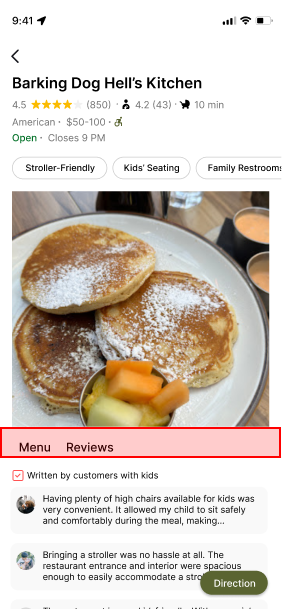 9:41
Barking Dog Hell's Kitchen
4.5 (850) · 4.2 (43) · 10 min
American · $50-100 ·
Open · Closes 9 PM
Stroller-Friendly Kids' Seating Family Restrooms
Menu Reviews
Written by customers with kids
Having plenty of high chairs available for kids was
very convenient. It allowed my child to sit safely
and comfortably during the meal, making...
Bringing a stroller was no hassle at all. The
restaurant entrance and interior were spacious
enough to easily accommodate a
Direction